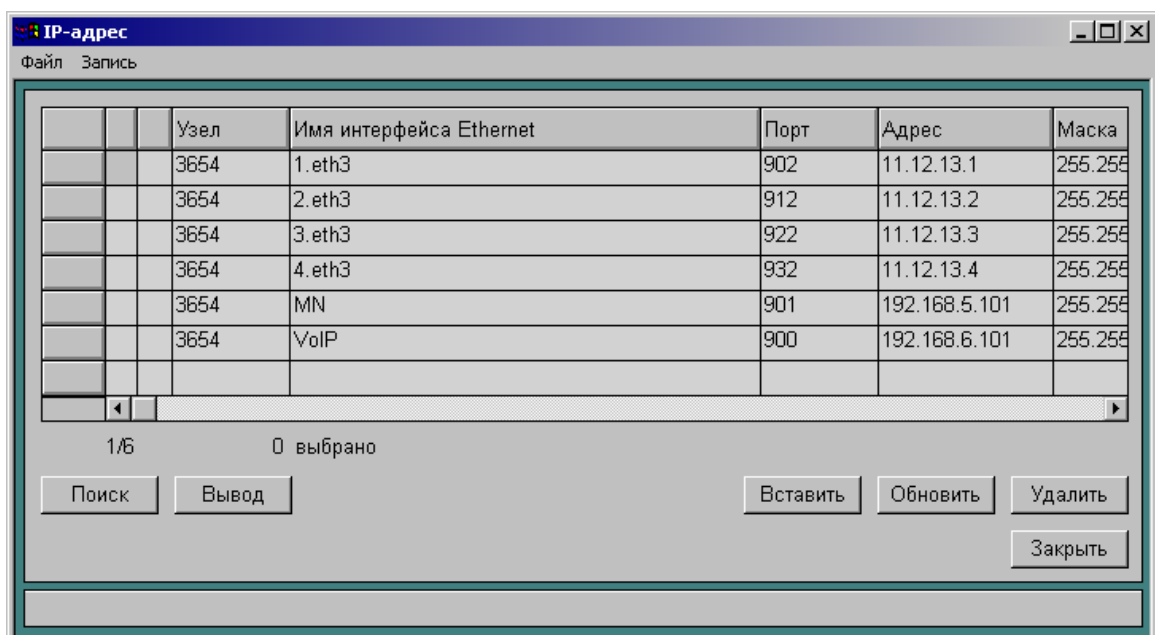 IP-адрес
Файл Запись
Узел Имя интерфейса Ethernet Порт Адрес Маска
3654 1.eth3 902 11.12.13.1 255.255
3654 2.eth3 912 11.12.13.2 255.255
3654 3.eth3 922 11.12.13.3 255.255
3654 4.eth3 932 11.12.13.4 255.255
3654 MN 901 192.168.5.101 255.255
3654 VoIP 900 192.168.6.101 255.255
1/6 0 выбрано
Поиск Вывод Вставить Обновить Удалить
Закрыть